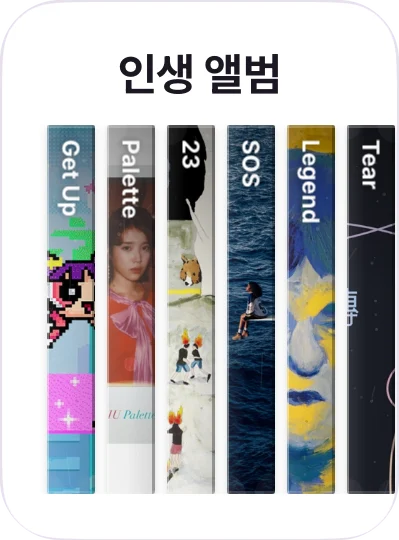 인생 앨범
Get Up
Palette
IU Palette
23
SOS
Legend
Tear